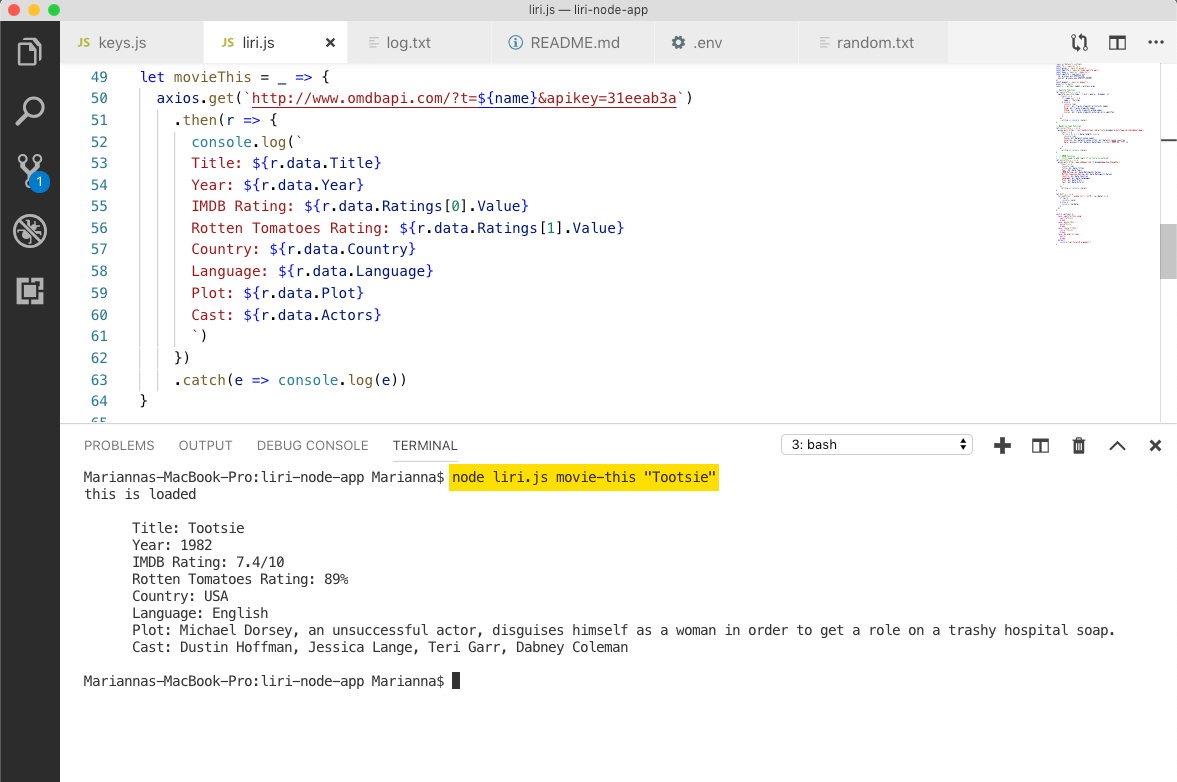 liri.js — liri-node-app
JS keys.js
JS liri.js
log.txt
README.md
.env
random.txt
1
49 let movieThis = _ => {
50 axios.get(`http://www.omdbapi.com/?t=${name}&apikey=31eeab3a`)
51 .then(r => {
52 console.log(`
53 Title: ${r.data.Title}
54 Year: ${r.data.Year}
55 IMDB Rating: ${r.data.Ratings[0].Value}
56 Rotten Tomatoes Rating: ${r.data.Ratings[1].Value}
57 Country: ${r.data.Country}
58 Language: ${r.data.Language}
59 Plot: ${r.data.Plot}
60 Cast: ${r.data.Actors}
61 `)
62 })
63 .catch(e => console.log(e))
64 }
65
PROBLEMS OUTPUT DEBUG CONSOLE TERMINAL 3: bash
Mariannas-MacBook-Pro:liri-node-app Marianna$ node liri.js movie-this "Tootsie"
this is loaded
Title: Tootsie
Year: 1982
IMDB Rating: 7.4/10
Rotten Tomatoes Rating: 89%
Country: USA
Language: English
Plot: Michael Dorsey, an unsuccessful actor, disguises himself as a woman in order to get a role on a trashy hospital soap.
Cast: Dustin Hoffman, Jessica Lange, Teri Garr, Dabney Coleman
Mariannas-MacBook-Pro:liri-node-app Marianna$